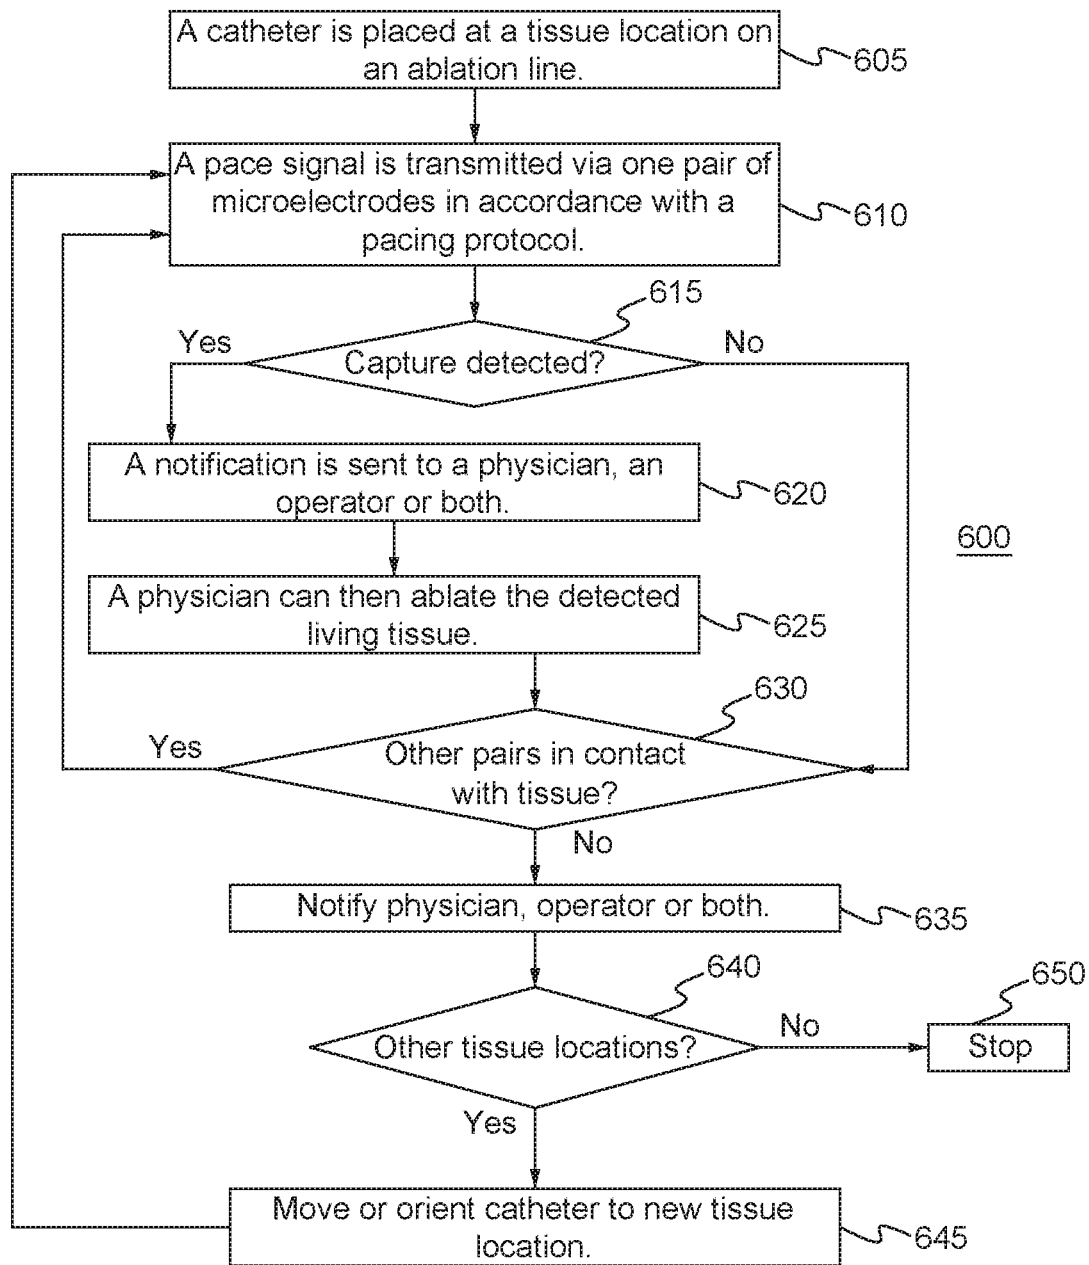 A catheter is placed at a tissue location on
an ablation line.
605
A pace signal is transmitted via one pair of
microelectrodes in accordance with a
pacing protocol.
610
615
Yes
No
Capture detected?
A notification is sent to a physician, an
operator or both.
620
600
A physician can then ablate the detected
living tissue.
625
630
Yes
Other pairs in contact
with tissue?
No
Notify physician, operator or both.
635
640
650
No
Other tissue locations?
Stop
Yes
Move or orient catheter to new tissue
location.
645